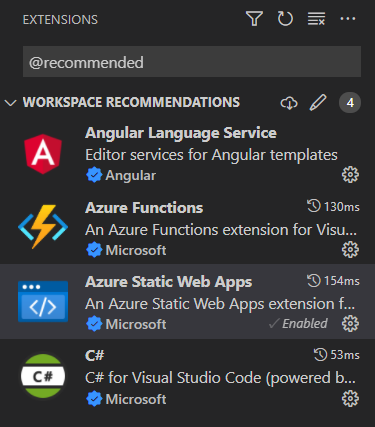 EXTENSIONS
@recommended
WORKSPACE RECOMMENDATIONS 4
Angular Language Service
Editor services for Angular templates
Angular
Azure Functions 130ms
An Azure Functions extension for Visu...
Microsoft
Azure Static Web Apps 154ms
An Azure Static Web Apps extension f...
Microsoft Enabled
C# C# 53ms
C# for Visual Studio Code (powered b...
Microsoft